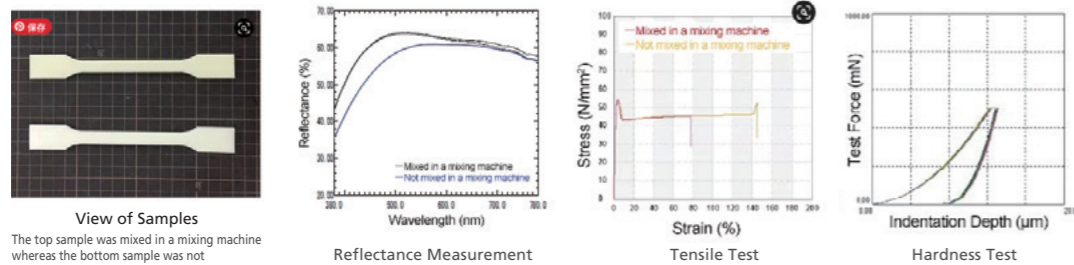 保存
View of Samples
The top sample was mixed in a mixing machine
whereas the bottom sample was not
Reflectance (%)
70.00
60.00
50.00
40.00
30.00
20.00
Mixed in a mixing machine
Not mixed in a mixing machine
500.0
600.0
700.0
780.0
Wavelength (nm)
Reflectance Measurement
Stress (N/mm²)
100
90
80
70
60
50
40
30
20
10
0
Mixed in a mixing machine
Not mixed in a mixing machine
0 20 40 60 80 100 120 140 160 180 200
Strain (%)
Tensile Test
Test Force (mN)
1000.00
0.00
0.00
Indentation Depth (μm)
Hardness Test